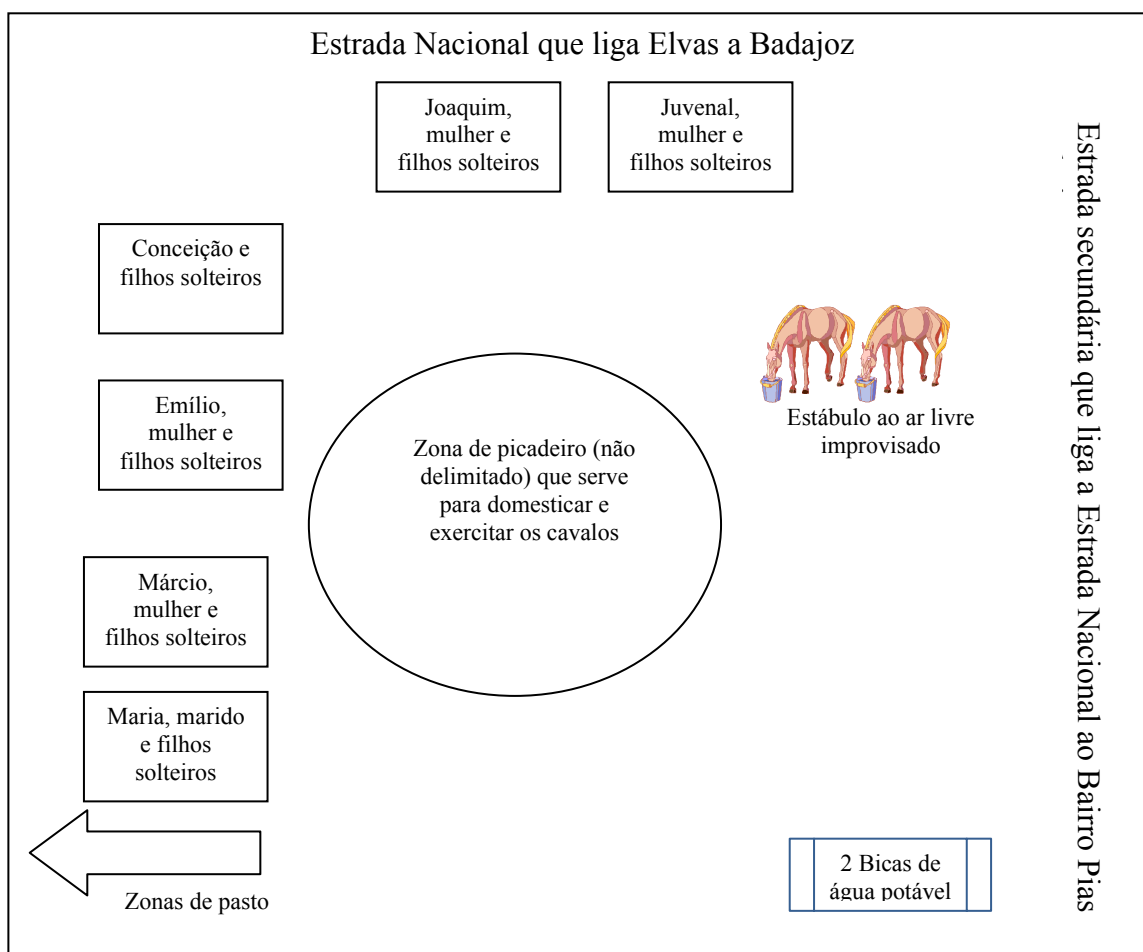 Estrada Nacional que liga Elvas a Badajoz
Joaquim,
mulher e
filhos solteiros
Juvenal,
mulher e
filhos solteiros
Conceição e
filhos solteiros
Emílio,
mulher e
filhos solteiros
Márcio,
mulher e
filhos solteiros
Maria, marido
e filhos
solteiros
Zona de picadeiro (não
delimitado) que serve
para domesticar e
exercitar os cavalos
Estábulo ao ar livre
improvisado
Zonas de pasto
2 Bicas de
água potável
Estrada secundária que liga a Estrada Nacional ao Bairro Pias